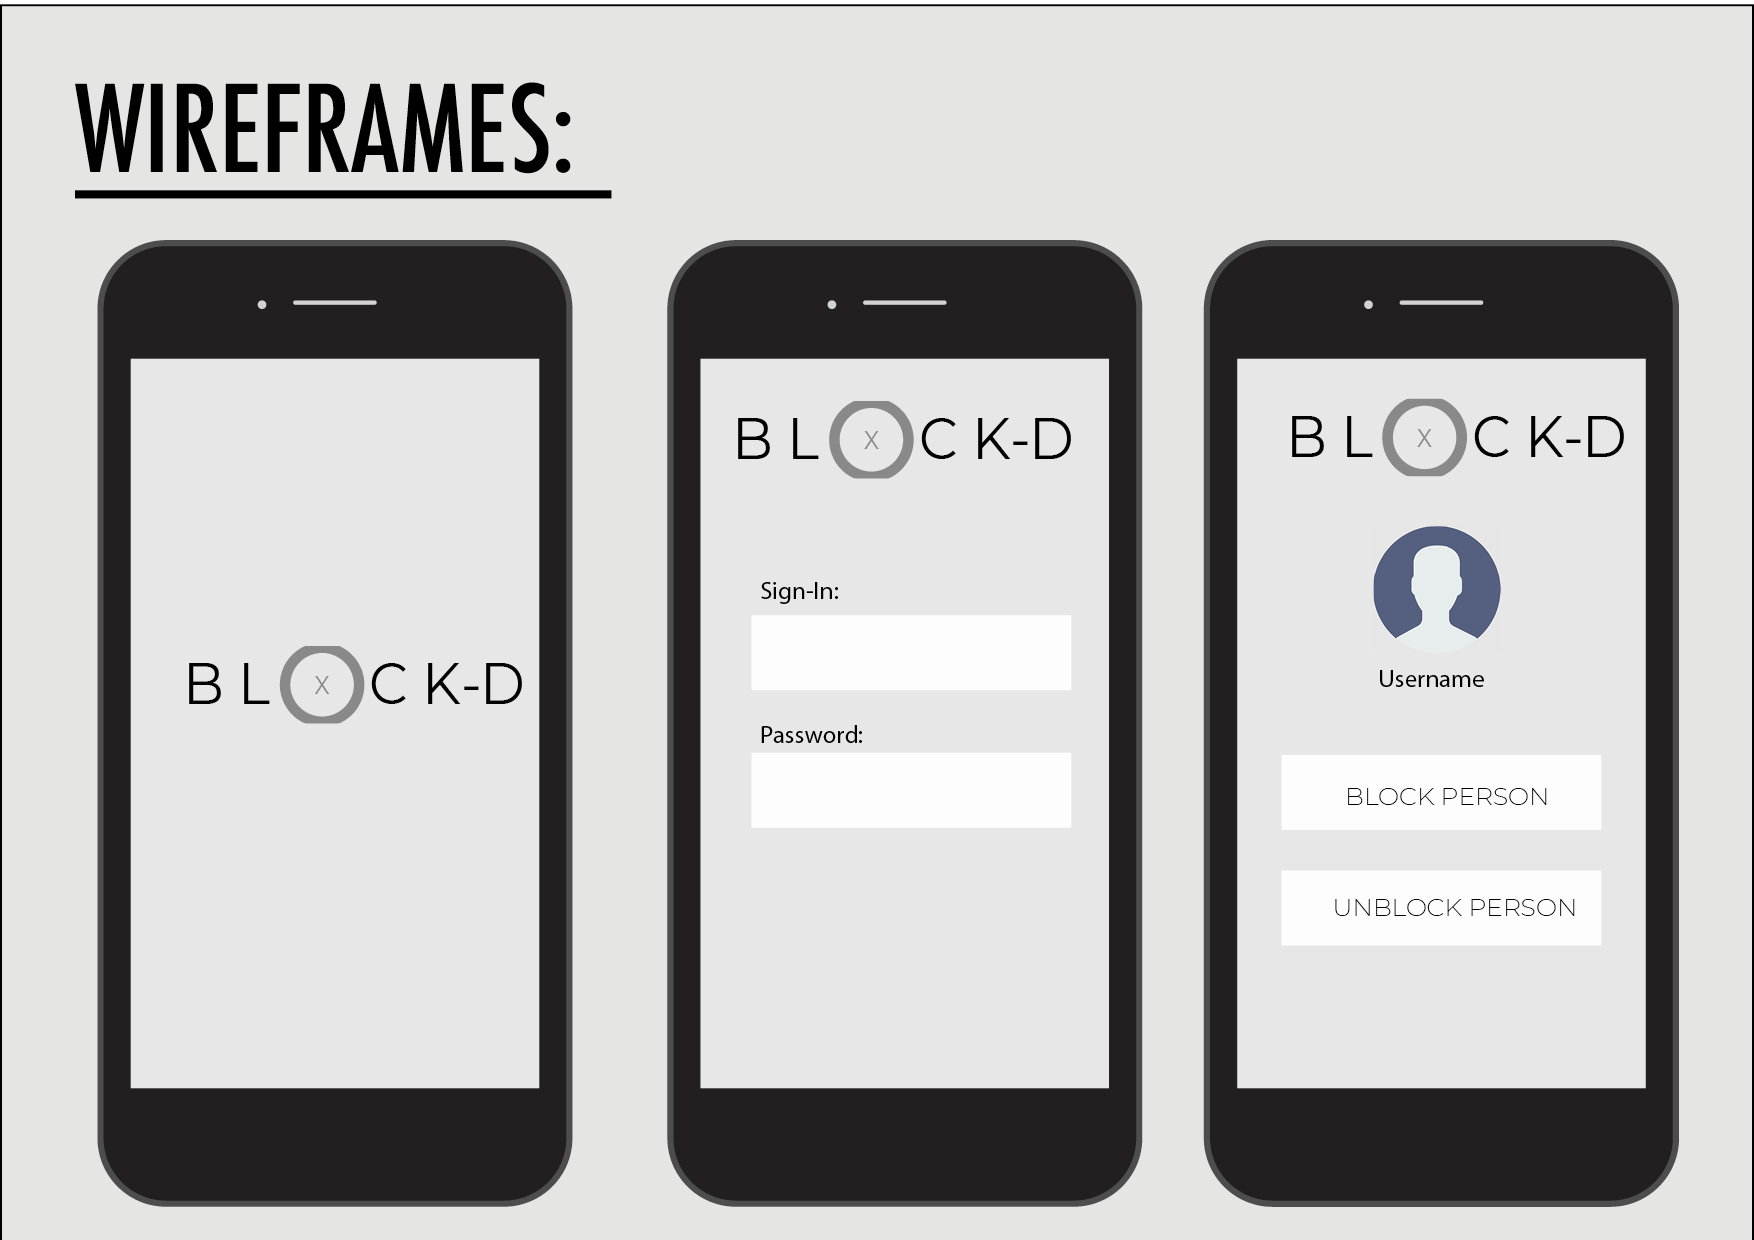 WIREFRAMES:
B L X C K-D
B L X C K-D
Sign-In:
Password:
B L X C K-D
Username
BLOCK PERSON
UNBLOCK PERSON